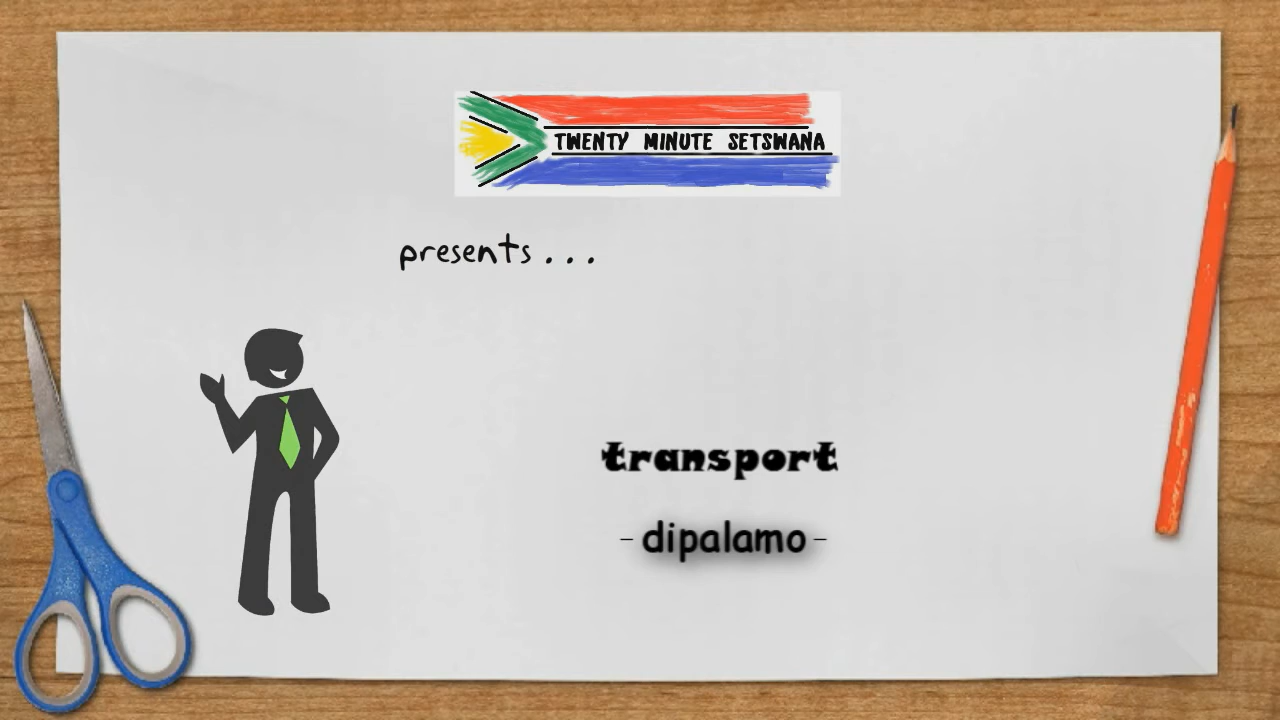 TWENTY MINUTE SETSWANA
presents...
transport
- dipalamo -